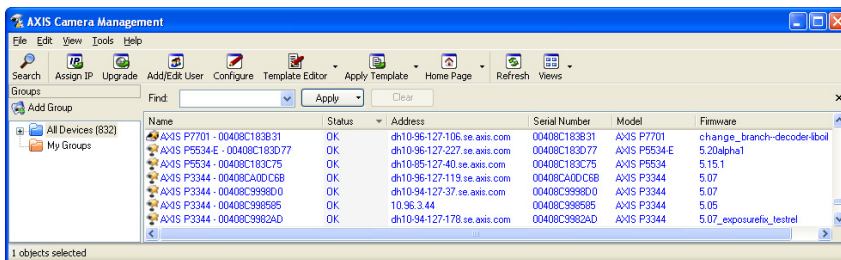 AXIS Camera Management
File Edit View Tools Help
Search Assign IP Upgrade Add/Edit User Configure Template Editor Apply Template Home Page Refresh Views
Groups
Find: Apply Clear
Add Group
Name Status Address Serial Number Model Firmware
All Devices (832)
My Groups
AXIS P7701 - 00408C183B31 OK dh10-96-127-106.se.axis.com 00408C183B31 AXIS P7701 change_branch--decoder-liboil
AXIS P5534-E - 00408C183D77 OK dh10-96-127-227.se.axis.com 00408C183D77 AXIS P5534-E 5.20alpha1
AXIS P5534 - 00408C183C75 OK dh10-85-127-40.se.axis.com 00408C183C75 AXIS P5534 5.15.1
AXIS P3344 - 00408CA0DC6B OK dh10-96-127-119.se.axis.com 00408CA0DC6B AXIS P3344 5.07
AXIS P3344 - 00408C9998D0 OK dh10-94-127-37.se.axis.com 00408C9998D0 AXIS P3344 5.07
AXIS P3344 - 00408C998585 OK 10.96.3.44 00408C998585 AXIS P3344 5.05
AXIS P3344 - 00408C9982AD OK dh10-94-127-178.se.axis.com 00408C9982AD AXIS P3344 5.07_exposurefix_testrel
1 objects selected